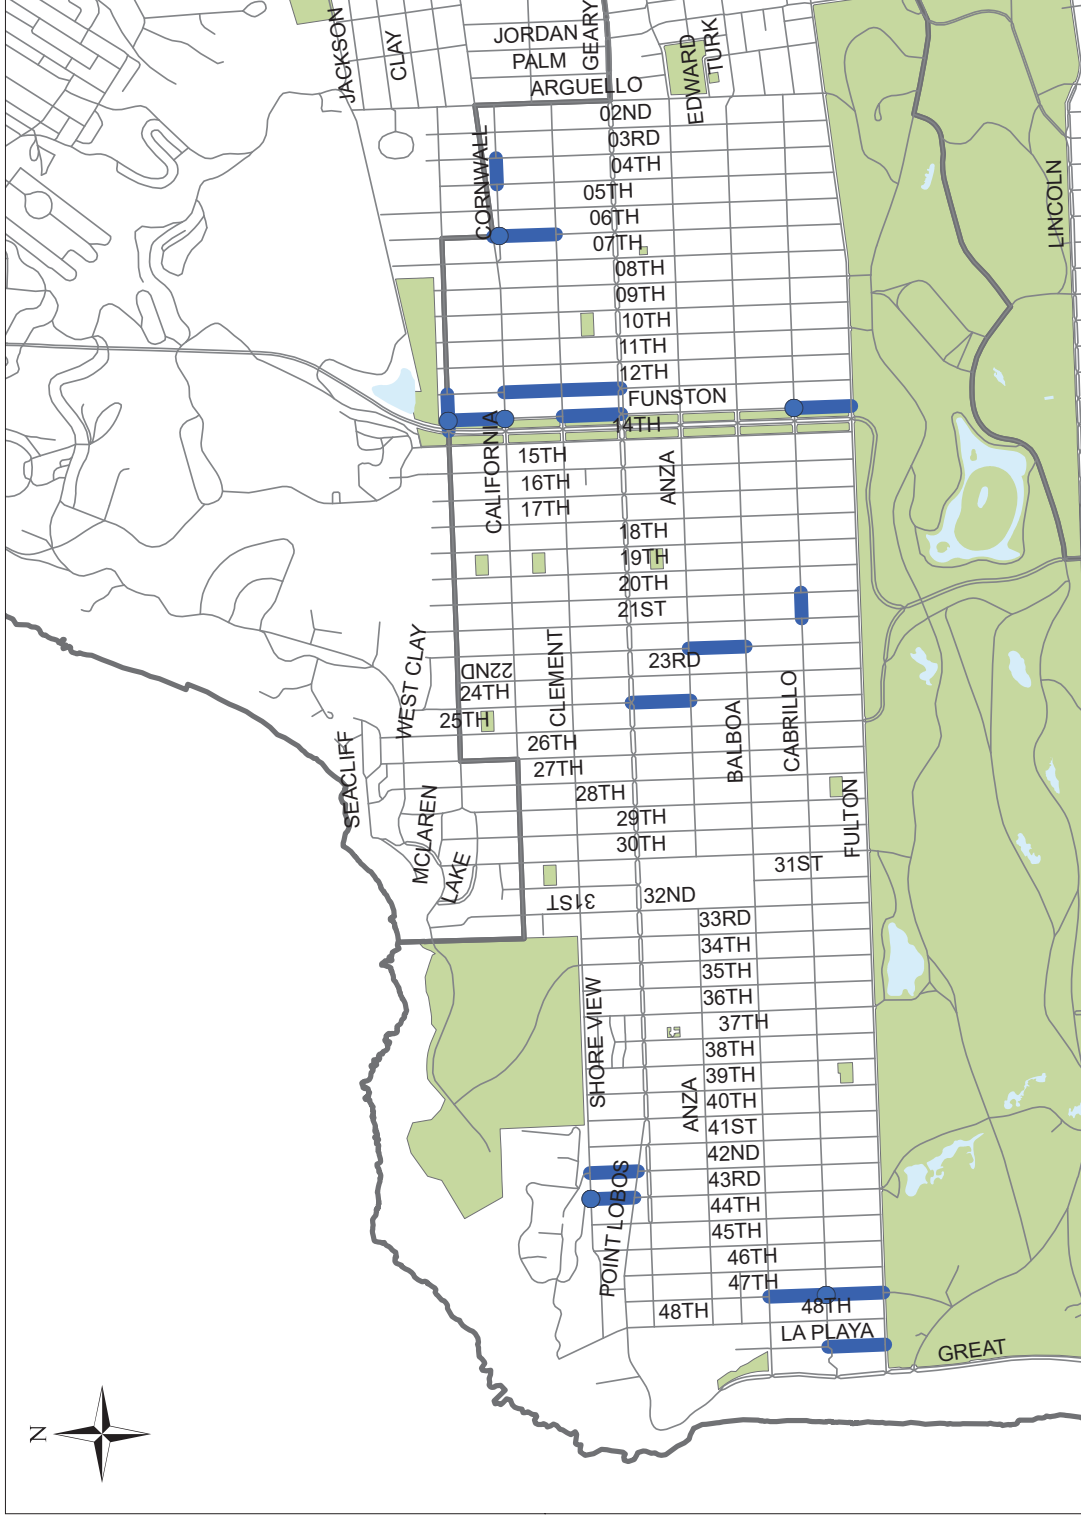 JACKSON
CLAY
JORDAN
GEARY
PALM
ARGUELLO
EDWARD
TURK
02ND
03RD
04TH
CORNWALL
05TH
06TH
07TH
LINCOLN
08TH
09TH
10TH
11TH
12TH
FUNSTON
14TH
CALIFORNIA
15TH
ANZA
16TH
17TH
18TH
19TH
20TH
21ST
WEST CLAY
22ND
CLEMENT
23RD
24TH
25TH
CABRILLO
BALBOA
26TH
SEACLIFF
27TH
28TH
MCLAREN
29TH
FULTON
30TH
LAKE
31ST
31ST
32ND
33RD
34TH
35TH
36TH
SHORE VIEW
37TH
38TH
39TH
ANZA
40TH
41ST
42ND
43RD
POINT LOBOS
44TH
45TH
46TH
47TH
48TH
48TH
LA PLAYA
GREAT
N